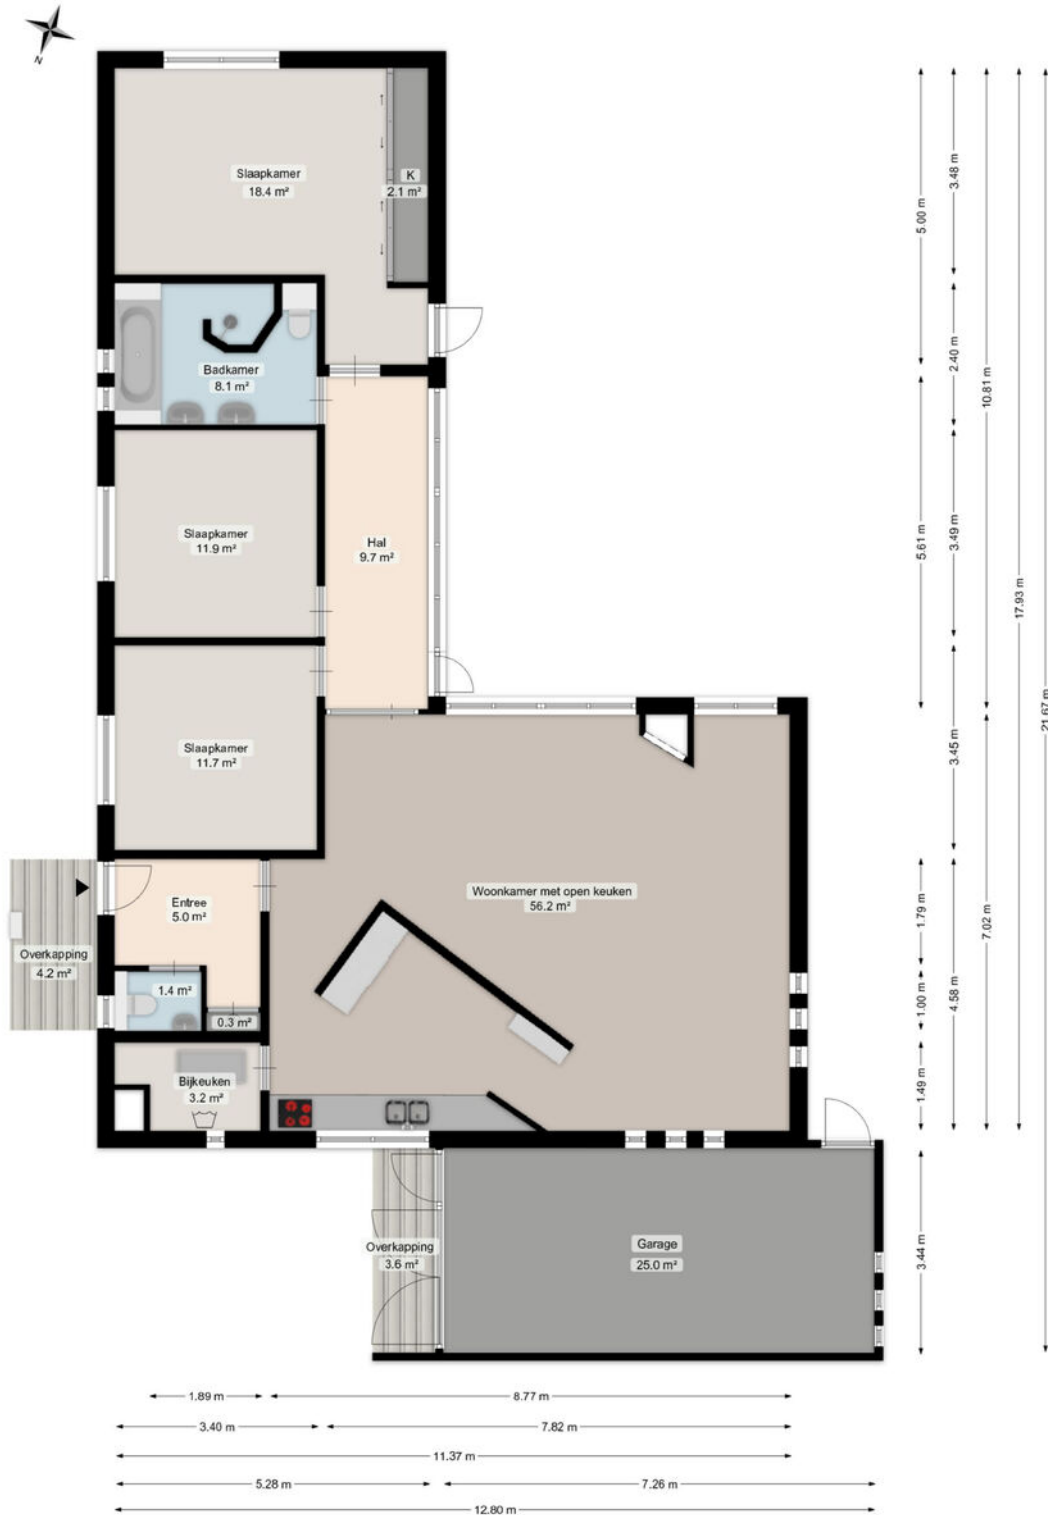 N
Slaapkamer
18.4 m²
K
2.1 m²
Badkamer
8.1 m²
Slaapkamer
11.9 m²
Hal
9.7 m²
Slaapkamer
11.7 m²
Entree
5.0 m²
Woonkamer met open keuken
56.2 m²
Overkapping
4.2 m²
1.4 m²
0.3 m²
Bijkeuken
3.2 m²
Overkapping
3.6 m²
Garage
25.0 m²
5.00 m
5.61 m
1.79 m
1.00 m
1.49 m
3.44 m
3.48 m
2.40 m
3.49 m
3.45 m
4.58 m
10.81 m
7.02 m
17.93 m
21.67 m
1.89 m
8.77 m
3.40 m
7.82 m
11.37 m
5.28 m
7.26 m
12.80 m